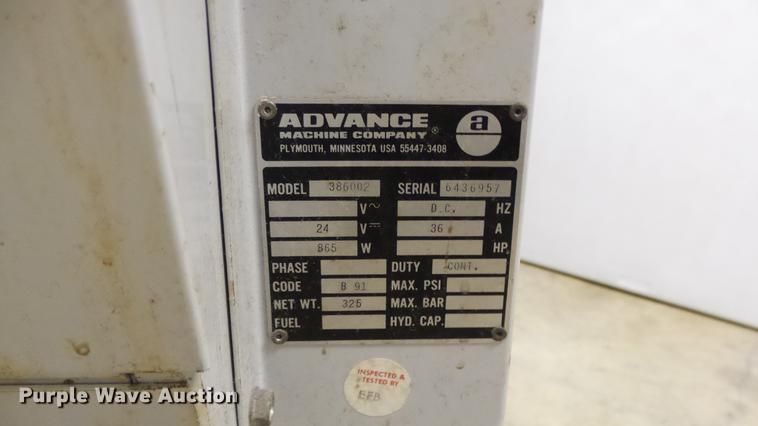 ADVANCE
MACHINE COMPANY®
PLYMOUTH, MINNESOTA USA 55447-3408
a
MODEL 386002 SERIAL 6436957
V~ D.C. HZ
24 V⎓ 36 A
865 W HP
PHASE DUTY CONT.
CODE B 91 MAX. PSI
NET WT. 325 MAX. BAR
FUEL HYD. CAP.
INSPECTED &
TESTED BY
EFB
Purple Wave Auction